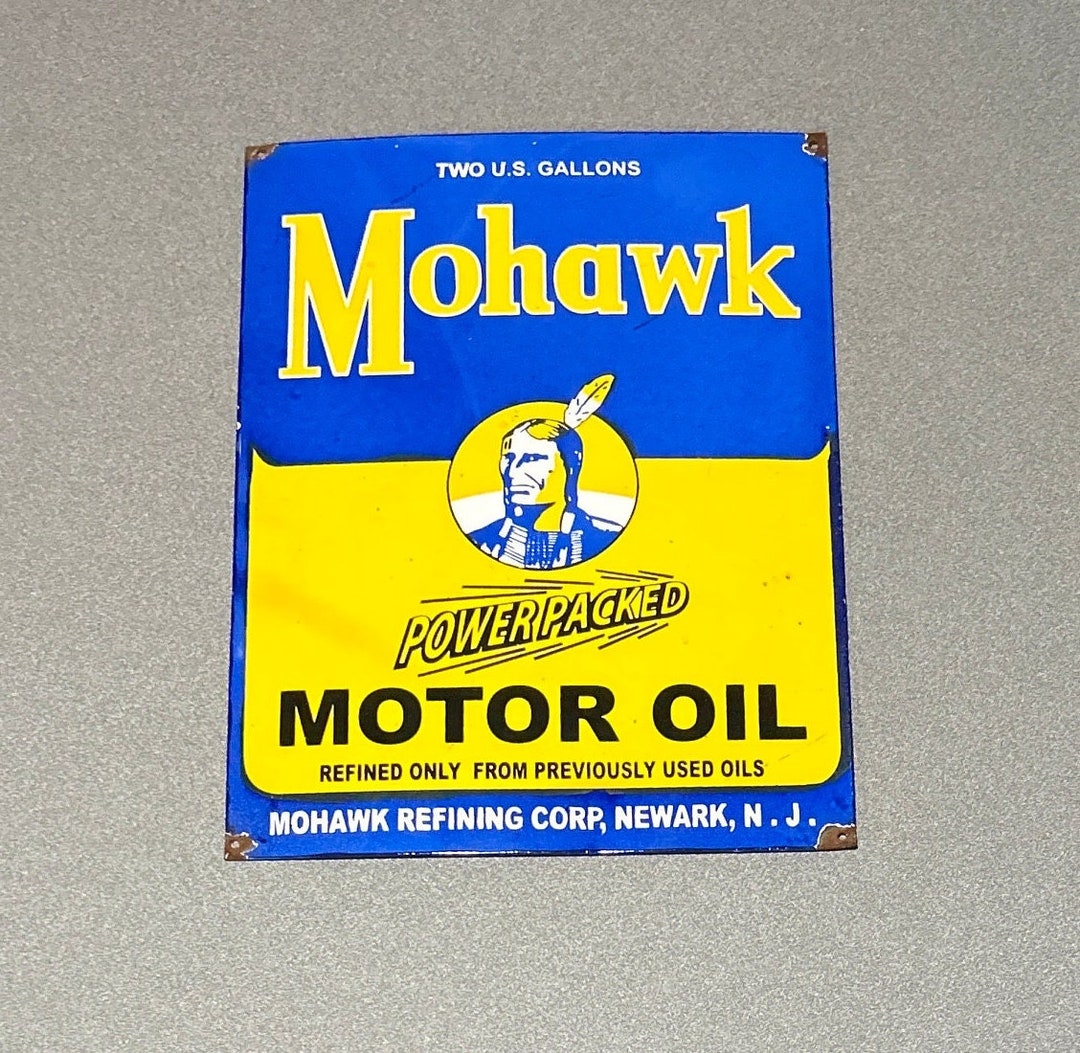 TWO U.S. GALLONS
Mohawk
POWER PACKED
MOTOR OIL
REFINED ONLY FROM PREVIOUSLY USED OILS
MOHAWK REFINING CORP, NEWARK, N . J .